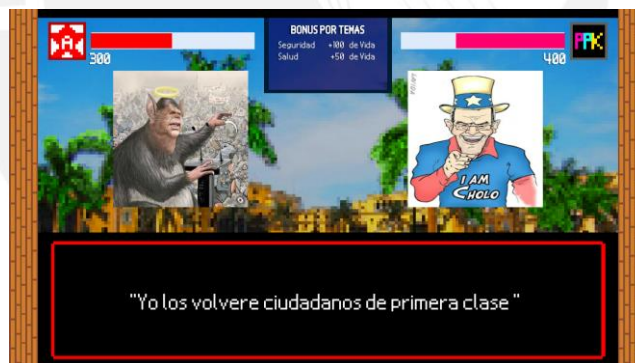 BONUS POR TEMAS
Seguridad +100 de Vida
Salud +50 de Vida
A
300
PPK
400
I AM
CHOLO
"Yo los volvere ciudadanos de primera clase "